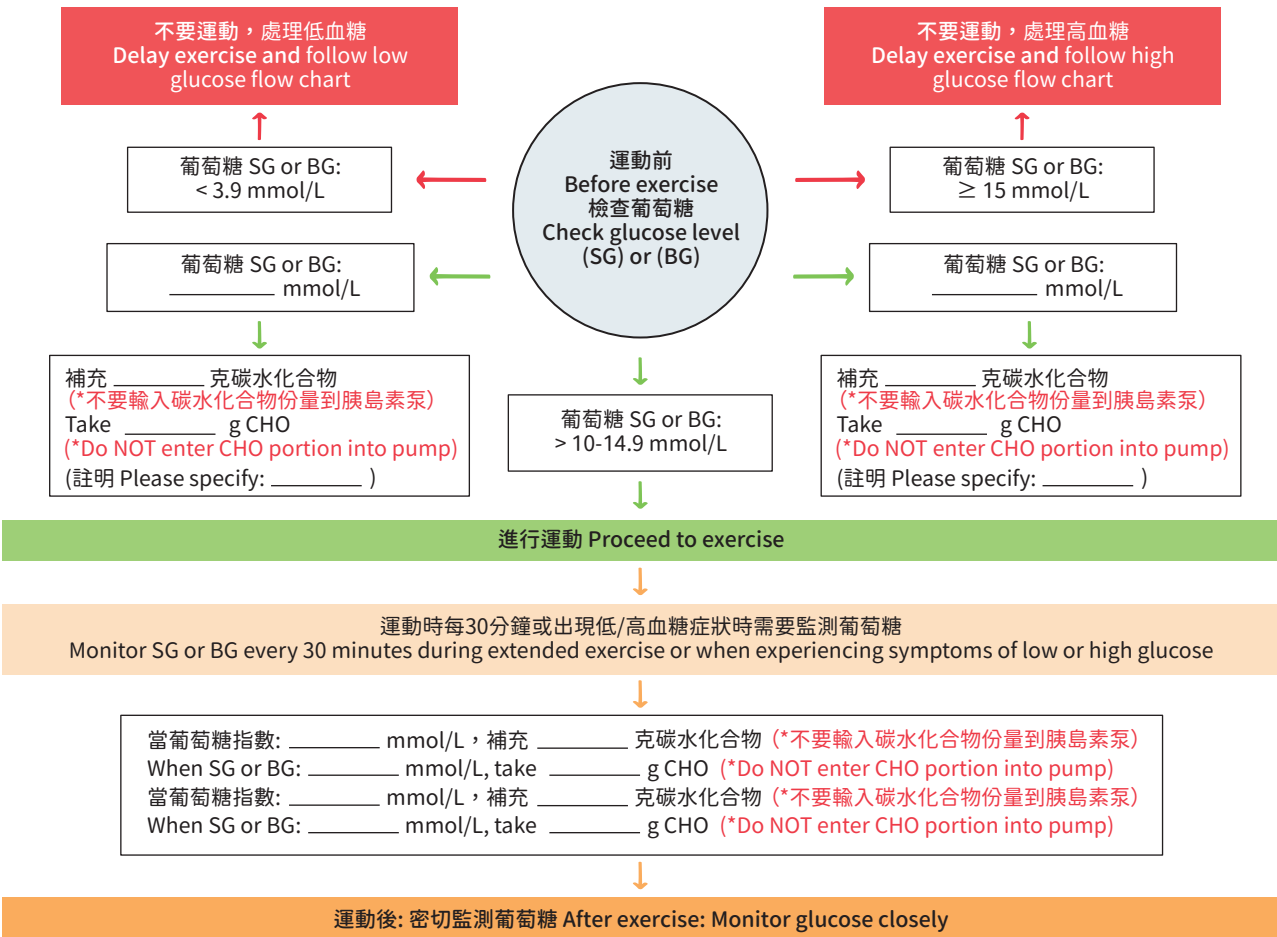 不要運動，處理低血糖
Delay exercise and follow low
glucose flow chart
不要運動，處理高血糖
Delay exercise and follow high
glucose flow chart
葡萄糖 SG or BG:
< 3.9 mmol/L
運動前
Before exercise
檢查葡萄糖
Check glucose level
(SG) or (BG)
葡萄糖 SG or BG:
≥ 15 mmol/L
葡萄糖 SG or BG:
________ mmol/L
葡萄糖 SG or BG:
________ mmol/L
補充 ________ 克碳水化合物
(*不要輸入碳水化合物份量到胰島素泵)
Take ________ g CHO
(*Do NOT enter CHO portion into pump)
(註明 Please specify: ________ )
葡萄糖 SG or BG:
> 10-14.9 mmol/L
補充 ________ 克碳水化合物
(*不要輸入碳水化合物份量到胰島素泵)
Take ________ g CHO
(*Do NOT enter CHO portion into pump)
(註明 Please specify: ________ )
進行運動 Proceed to exercise
運動時每30分鐘或出現低/高血糖症狀時需要監測葡萄糖
Monitor SG or BG every 30 minutes during extended exercise or when experiencing symptoms of low or high glucose
當葡萄糖指數: ________ mmol/L，補充 ________ 克碳水化合物 (*不要輸入碳水化合物份量到胰島素泵)
When SG or BG: ________ mmol/L, take ________ g CHO (*Do NOT enter CHO portion into pump)
當葡萄糖指數: ________ mmol/L，補充 ________ 克碳水化合物 (*不要輸入碳水化合物份量到胰島素泵)
When SG or BG: ________ mmol/L, take ________ g CHO (*Do NOT enter CHO portion into pump)
運動後: 密切監測葡萄糖 After exercise: Monitor glucose closely